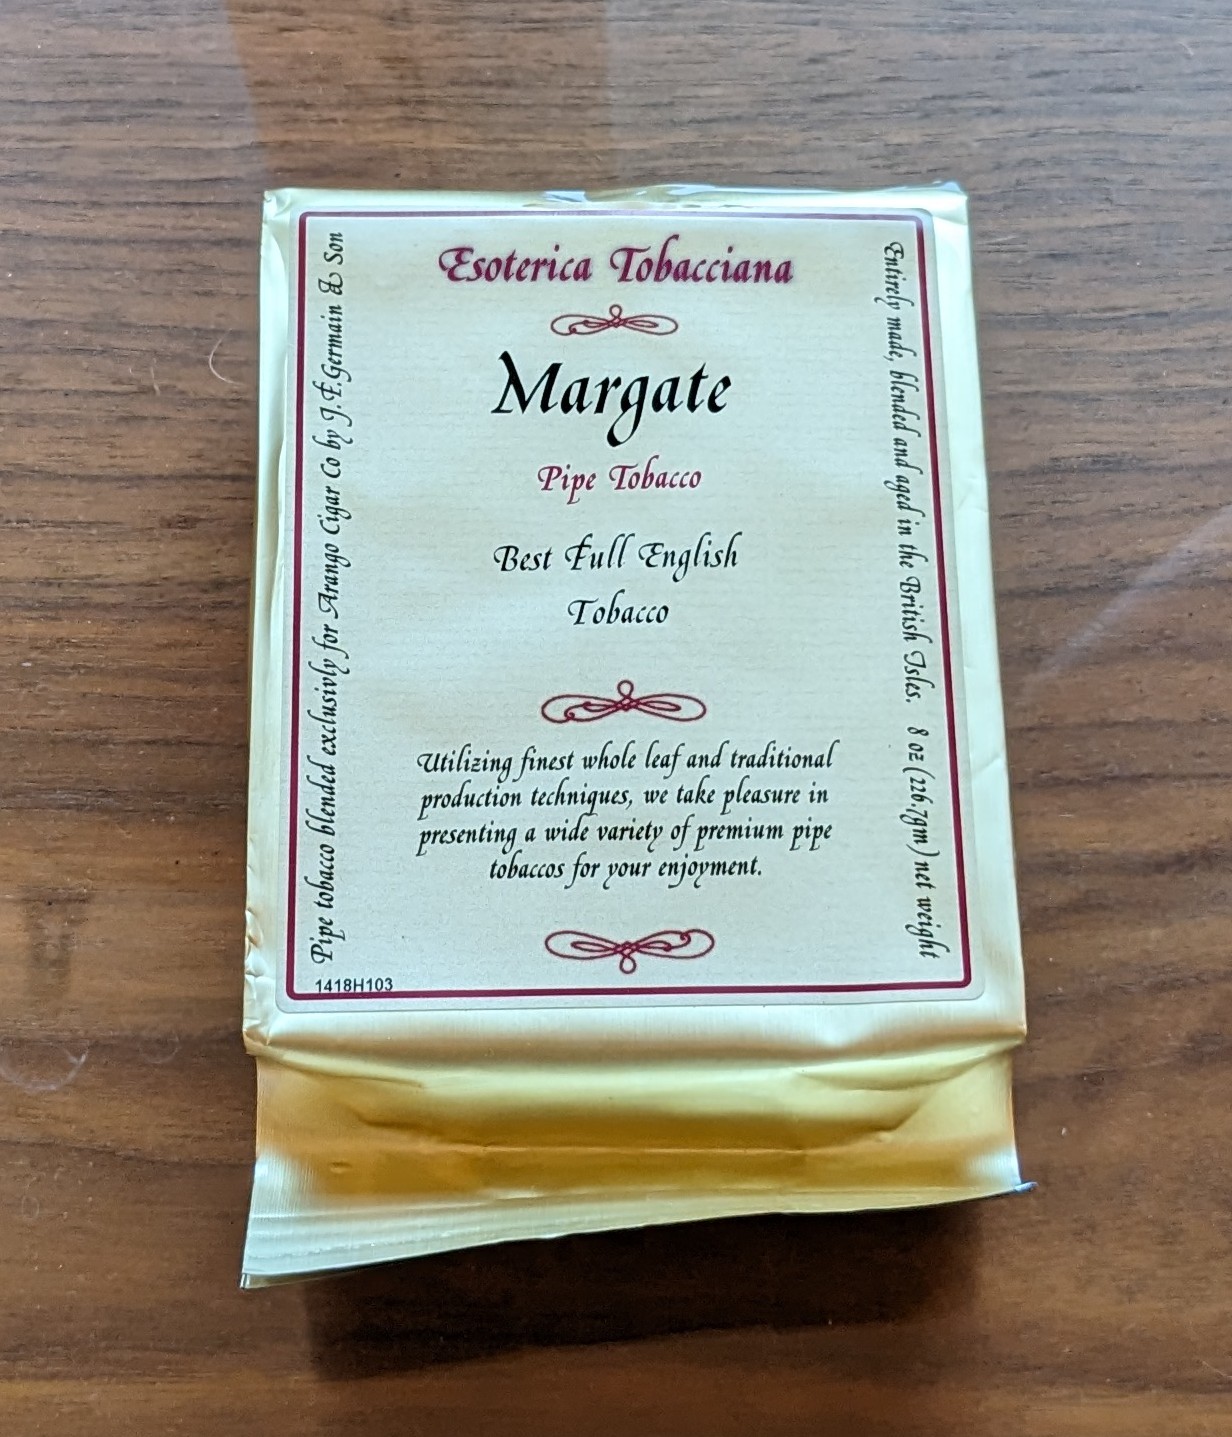 Esoterica Tobacciana
Margate
Pipe Tobacco
Best Full English
Tobacco
Utilizing finest whole leaf and traditional
production techniques, we take pleasure in
presenting a wide variety of premium pipe
tobaccos for your enjoyment.
Pipe tobacco blended exclusivly for Arango Cigar Co by J.F.Germain & Son
Entirely made, blended and aged in the British Isles. 8 oz (226.7gm) net weight
1418H103